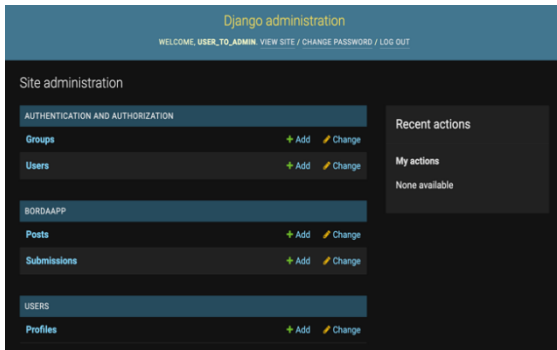 Django administration
WELCOME, USER_TO_ADMIN. VIEW SITE / CHANGE PASSWORD / LOG OUT
Site administration
AUTHENTICATION AND AUTHORIZATION
Groups + Add Change
Users + Add Change
BORDAAPP
Posts + Add Change
Submissions + Add Change
USERS
Profiles + Add Change
Recent actions
My actions
None available